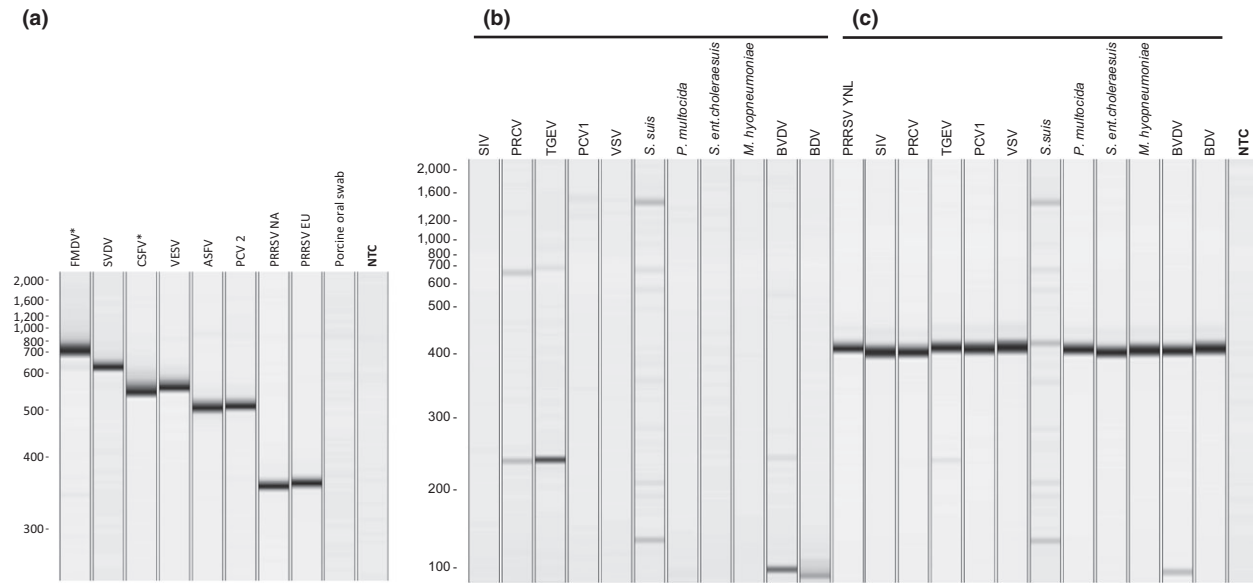 (a)
FMDV*
SVDV
CSFV*
VESV
ASFV
PCV 2
PRRSV NA
PRRSV EU
Porcine oral swab
NTC
2,000-
1,600-
1,200-
1,000-
800-
700-
600-
500-
400-
300-
(b)
SIV
PRCV
TGEV
PCV1
VSV
S. suis
P. multocida
S. ent.choleraesuis
M. hyopneumoniae
BVDV
BDV
2,000 -
1,600 -
1,200 -
1,000 -
800 -
700 -
600 -
500 -
400 -
300 -
200 -
100 -
(c)
PRRSV YNL
SIV
PRCV
TGEV
PCV1
VSV
S.suis
P. multocida
S. ent.choleraesuis
M. hyopneumoniae
BVDV
BDV
NTC